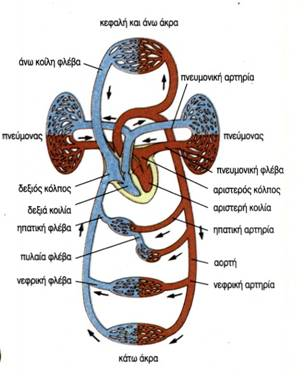 κεφαλή και άνω άκρα
άνω κοίλη φλέβα
πνευμονική αρτηρία
πνεύμονας
πνεύμονας
πνευμονική φλέβα
δεξιός κόλπος
αριστερός κόλπος
δεξιά κοιλία
αριστερή κοιλία
ηπατική φλέβα
ηπατική αρτηρία
πυλαία φλέβα
αορτή
νεφρική φλέβα
νεφρική αρτηρία
κάτω άκρα